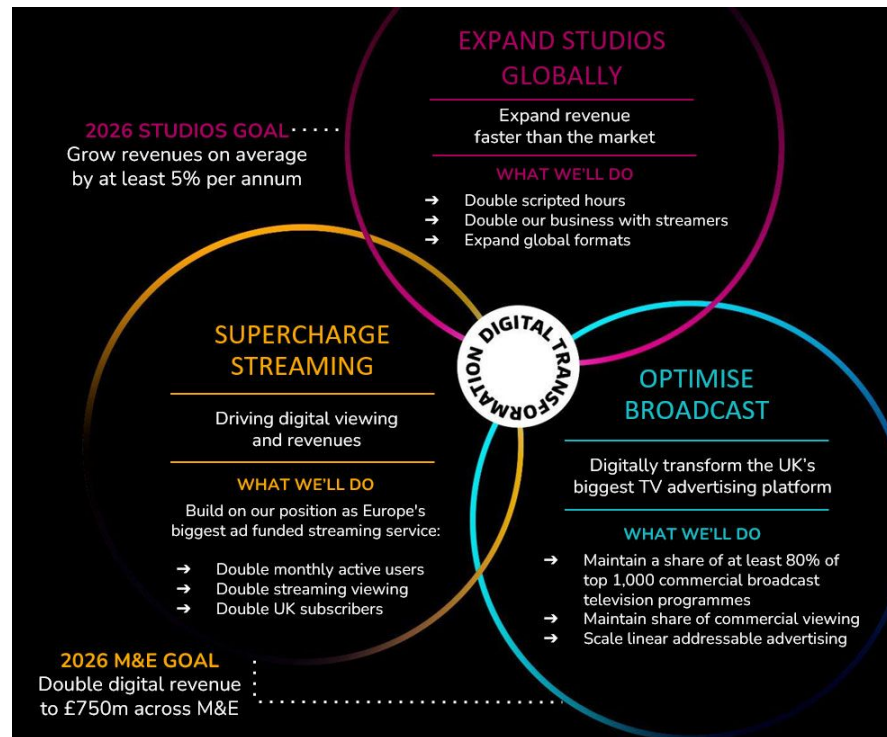 EXPAND STUDIOS
GLOBALLY
Expand revenue
faster than the market
WHAT WE'LL DO
➔ Double scripted hours
➔ Double our business with streamers
➔ Expand global formats
2026 STUDIOS GOAL
Grow revenues on average
by at least 5% per annum
DIGITAL TRANSFORMATION
SUPERCHARGE
STREAMING
Driving digital viewing
and revenues
WHAT WE'LL DO
Build on our position as Europe's
biggest ad funded streaming service:
➔ Double monthly active users
➔ Double streaming viewing
➔ Double UK subscribers
OPTIMISE
BROADCAST
Digitally transform the UK's
biggest TV advertising platform
WHAT WE'LL DO
➔ Maintain a share of at least 80% of
top 1,000 commercial broadcast
television programmes
➔ Maintain share of commercial viewing
➔ Scale linear addressable advertising
2026 M&E GOAL
Double digital revenue
to £750m across M&E